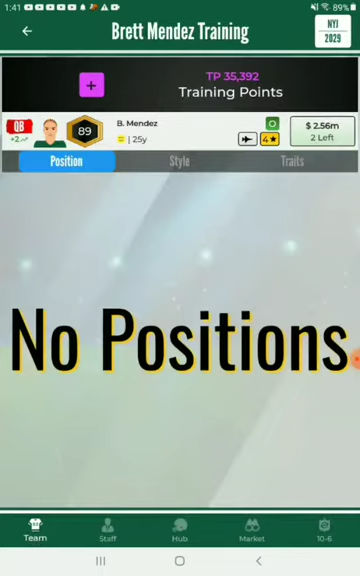 1:41
89%
Brett Mendez Training
NYJ
2029
TP 35,392
Training Points
QB
+2
89
B. Mendez
| 25y
4★
$ 2.56m
2 Left
Position
Style
Traits
No Positions
Team
Staff
Hub
Market
10-6